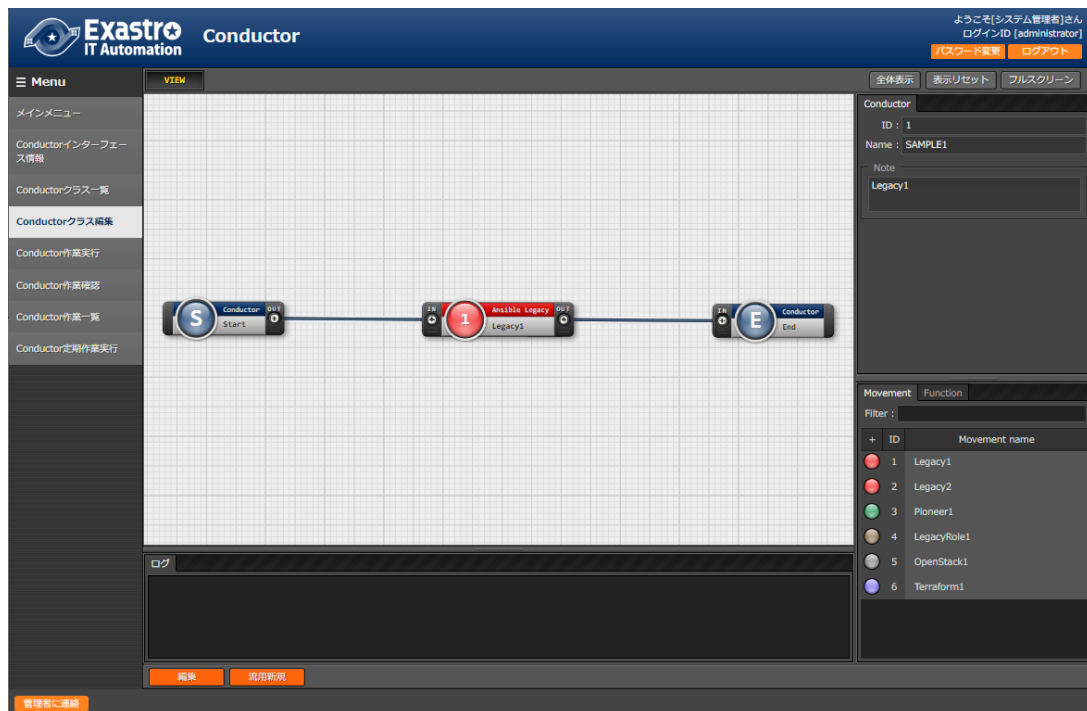 Exastro
IT Automation
Conductor
ようこそ[システム管理者]さん
ログインID [administrator]
パスワード変更
ログアウト
Menu
メインメニュー
Conductorインターフェー
ス情報
Conductorクラス一覧
Conductorクラス編集
Conductor作業実行
Conductor作業確認
Conductor作業一覧
Conductor定期作業実行
VIEW
全体表示
表示リセット
フルスクリーン
S
Conductor
Start
OUT
IN
1
Ansible Legacy
Legacy1
OUT
IN
E
Conductor
End
Conductor
ID : 1
Name : SAMPLE1
Note
Legacy1
Movement
Function
Filter :
+ ID Movement name
1 Legacy1
2 Legacy2
3 Pioneer1
4 LegacyRole1
5 OpenStack1
6 Terraform1
ログ
編集
流用新規
管理者に連絡